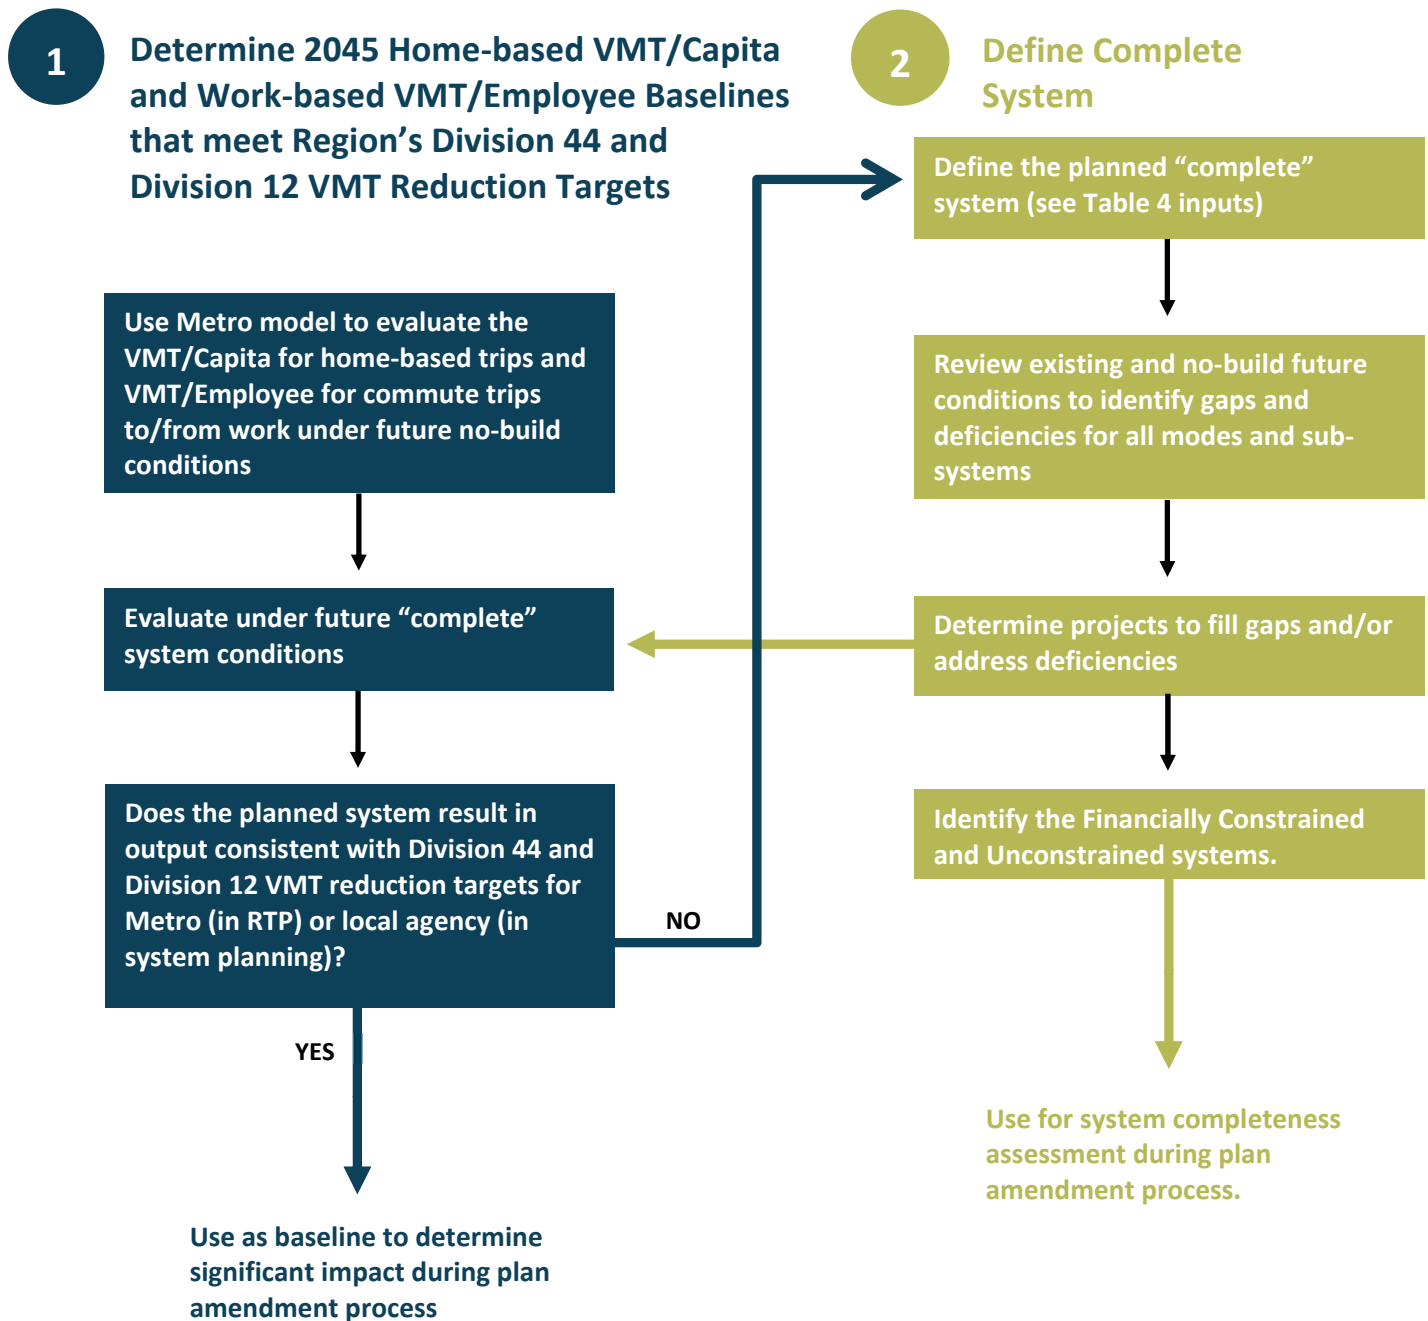 1
Determine 2045 Home-based VMT/Capita
and Work-based VMT/Employee Baselines
that meet Region’s Division 44 and
Division 12 VMT Reduction Targets
Use Metro model to evaluate the
VMT/Capita for home-based trips and
VMT/Employee for commute trips
to/from work under future no-build
conditions
Evaluate under future “complete”
system conditions
Does the planned system result in
output consistent with Division 44 and
Division 12 VMT reduction targets for
Metro (in RTP) or local agency (in
system planning)?
NO
YES
Use as baseline to determine
significant impact during plan
amendment process
2
Define Complete
System
Define the planned “complete”
system (see Table 4 inputs)
Review existing and no-build future
conditions to identify gaps and
deficiencies for all modes and sub-
systems
Determine projects to fill gaps and/or
address deficiencies
Identify the Financially Constrained
and Unconstrained systems.
Use for system completeness
assessment during plan
amendment process.